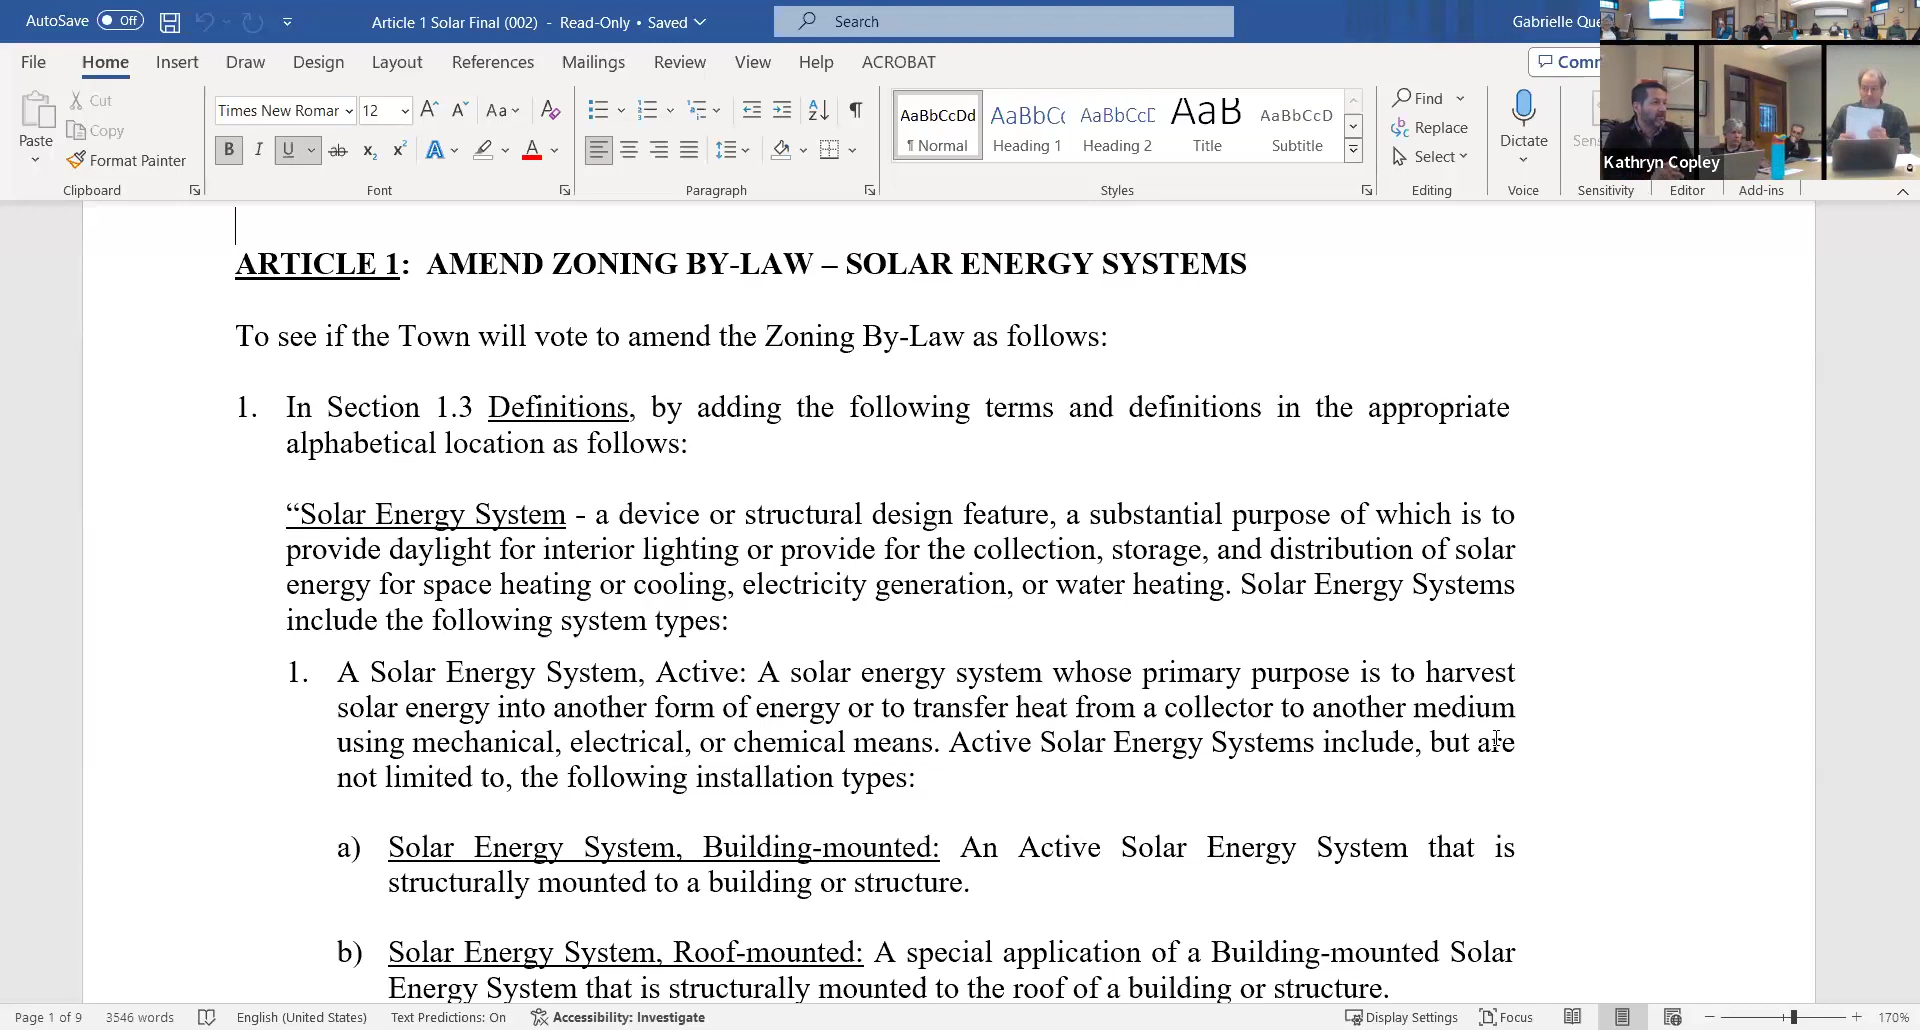 AutoSave Off Article 1 Solar Final (002) - Read-Only • Saved Search Gabrielle
File Home Insert Draw Design Layout References Mailings Review View Help ACROBAT
Cut
Copy
Paste
Format Painter
Clipboard
Times New Roman 12
Aa
B I U ab x2 x2 A A
Font
Paragraph
AaBbCcDd AaBbCc AaBbCcD AaB AaBbCcD
¶ Normal Heading 1 Heading 2 Title Subtitle
Styles
Find
Replace
Select
Editing
Dictate
Voice
Sensitivity
Editor
Add-ins
Kathryn Copley
ARTICLE 1: AMEND ZONING BY-LAW – SOLAR ENERGY SYSTEMS
To see if the Town will vote to amend the Zoning By-Law as follows:
1. In Section 1.3 Definitions, by adding the following terms and definitions in the appropriate
alphabetical location as follows:
“Solar Energy System - a device or structural design feature, a substantial purpose of which is to
provide daylight for interior lighting or provide for the collection, storage, and distribution of solar
energy for space heating or cooling, electricity generation, or water heating. Solar Energy Systems
include the following system types:
1. A Solar Energy System, Active: A solar energy system whose primary purpose is to harvest
solar energy into another form of energy or to transfer heat from a collector to another medium
using mechanical, electrical, or chemical means. Active Solar Energy Systems include, but are
not limited to, the following installation types:
a) Solar Energy System, Building-mounted: An Active Solar Energy System that is
structurally mounted to a building or structure.
b) Solar Energy System, Roof-mounted: A special application of a Building-mounted Solar
Energy System that is structurally mounted to the roof of a building or structure.
Page 1 of 9 3546 words English (United States) Text Predictions: On Accessibility: Investigate Display Settings Focus 170%